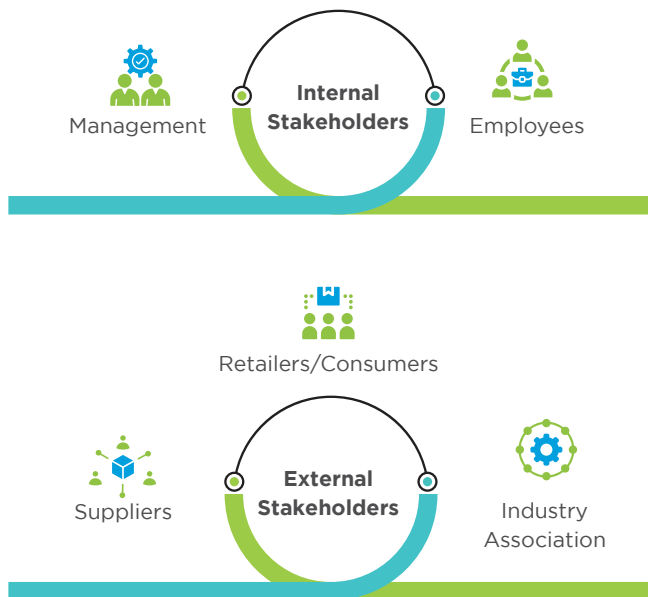 Management
Internal
Stakeholders
Employees
Retailers/Consumers
Suppliers
External
Stakeholders
Industry
Association